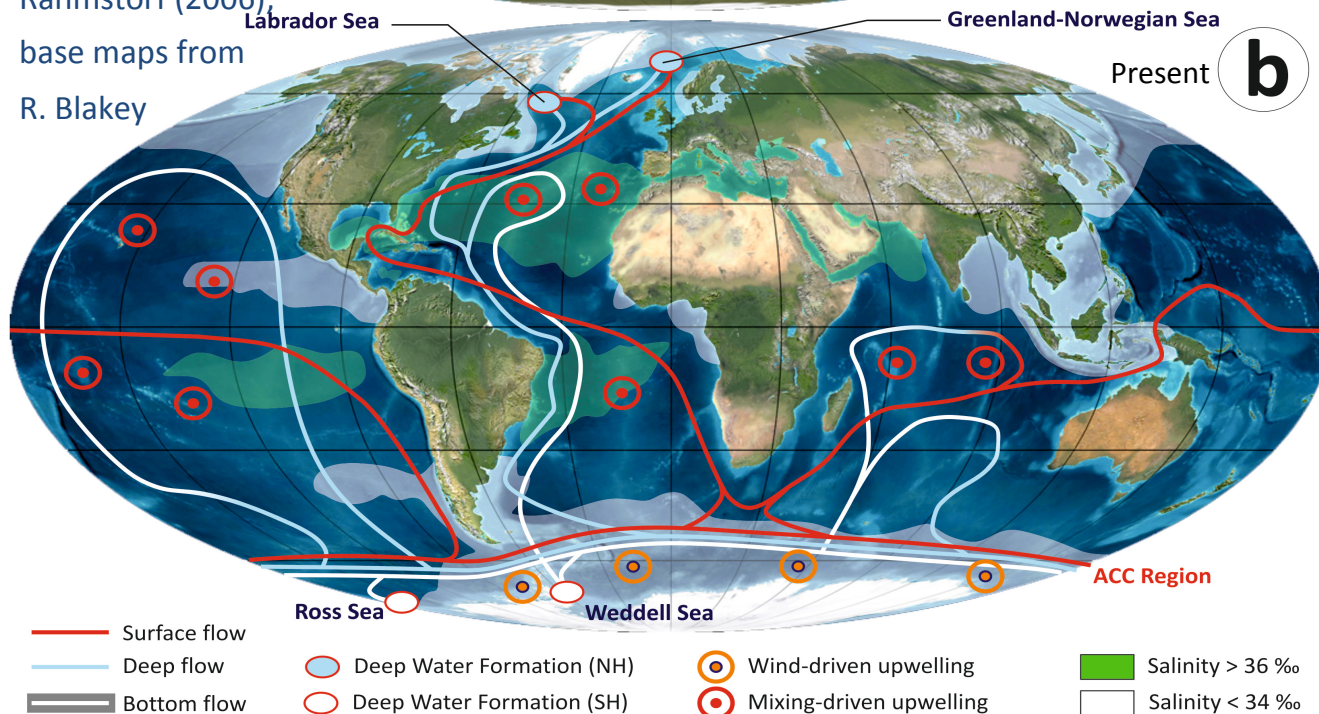 Rahmstorf (2006),
base maps from
R. Blakey
Labrador Sea
Greenland-Norwegian Sea
Present b
Ross Sea
Weddell Sea
ACC Region
Surface flow
Deep flow
Bottom flow
Deep Water Formation (NH)
Deep Water Formation (SH)
Wind-driven upwelling
Mixing-driven upwelling
Salinity > 36 ‰
Salinity < 34 ‰